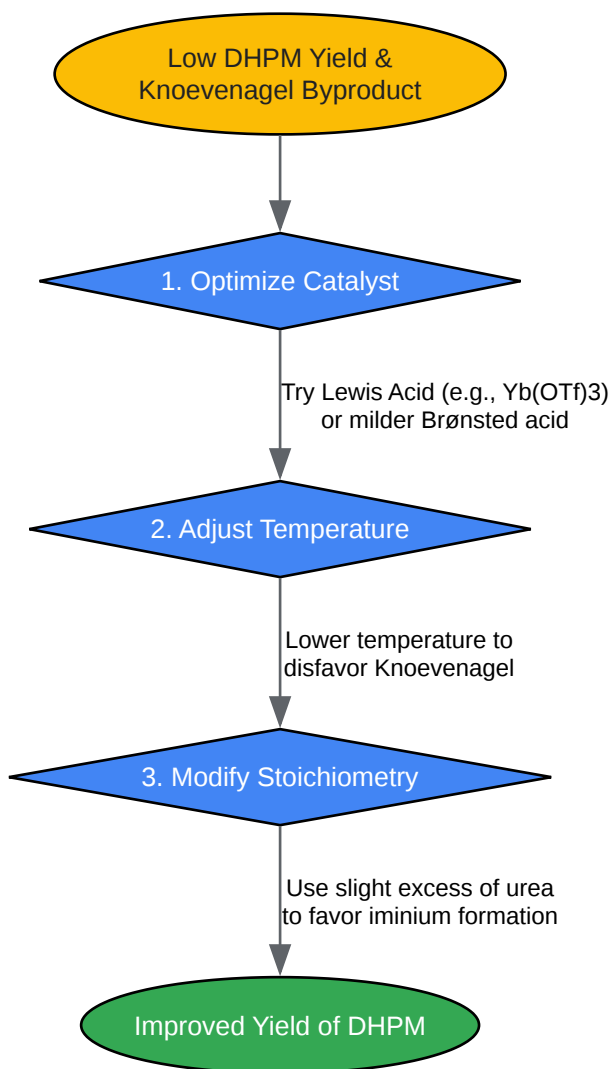 Low DHPM Yield &
Knoevenagel Byproduct
1. Optimize Catalyst
Try Lewis Acid (e.g., Yb(OTf)3)
or milder Brønsted acid
2. Adjust Temperature
Lower temperature to
disfavor Knoevenagel
3. Modify Stoichiometry
Use slight excess of urea
to favor iminium formation
Improved Yield of DHPM